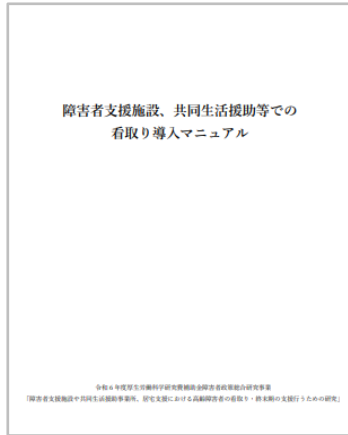 障害者支援施設、共同生活援助等での
看取り導入マニュアル
令和6年度厚生労働科学研究費補助金障害者政策総合研究事業
「障害者支援施設や共同生活援助事業所、居宅支援における高齢障害者の看取り・終末期の支援行うための研究」